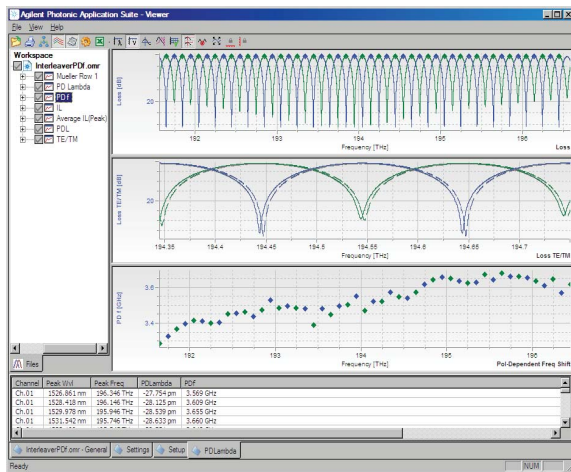 Agilent Photonic Application Suite - Viewer
File View Help
Workspace
InterleaverPDf.omr
Mueller Row 1
PD Lambda
PDF
IL
Average IL(Peak)
PDL
TE/TM
Files
Loss [dB]
20
192 193 194 195 196
Frequency [THz]
Loss
Loss TE/TM [dB]
20
194.35 194.4 194.45 194.5 194.55 194.6 194.65 194.7
Frequency [THz]
Loss TE/TM
PD f [GHz]
3.6
3.4
192 193 194 195 196
Frequency [THz]
Pol-Dependent Freq Shift
Channel Peak Wvl Peak Freq PDLambda PDf
Ch.01 1526.861 nm 196.346 THz -27.754 pm 3.569 GHz
Ch.01 1528.418 nm 196.146 THz -28.125 pm 3.609 GHz
Ch.01 1529.978 nm 195.946 THz -28.539 pm 3.655 GHz
Ch.01 1531.542 nm 195.746 THz -28.633 pm 3.660 GHz
InterleaverPDf.omr - General Settings Setup PDLambda
Ready
NUM